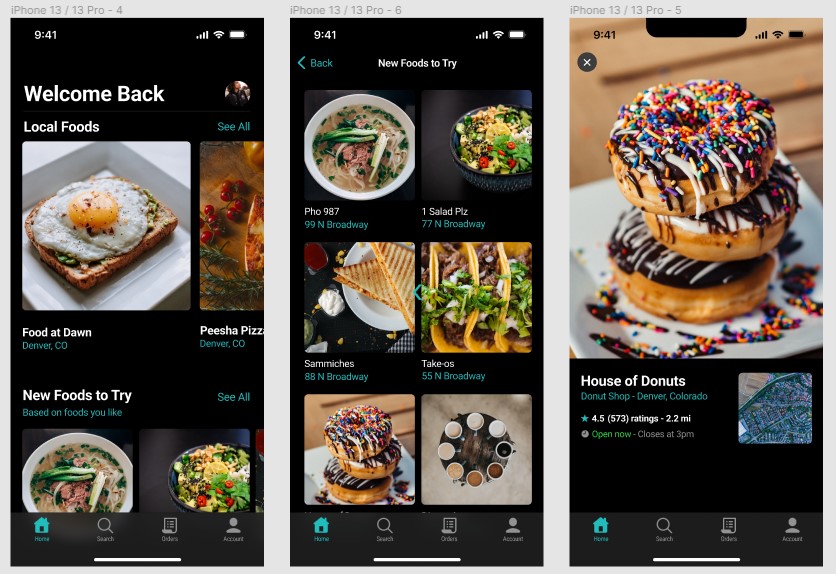 iPhone 13 / 13 Pro - 4
9:41
Welcome Back
Local Foods
See All
Food at Dawn
Denver, CO
Peesha Pizza
Denver, CO
New Foods to Try
See All
Based on foods you like
Home
Search
Orders
Account
iPhone 13 / 13 Pro - 6
9:41
Back
New Foods to Try
Pho 987
99 N Broadway
1 Salad Plz
77 N Broadway
Sammiches
88 N Broadway
Take-os
55 N Broadway
Home
Search
Orders
Account
iPhone 13 / 13 Pro - 5
9:41
House of Donuts
Donut Shop - Denver, Colorado
4.5 (573) ratings - 2.2 mi
Open now - Closes at 3pm
Home
Search
Orders
Account